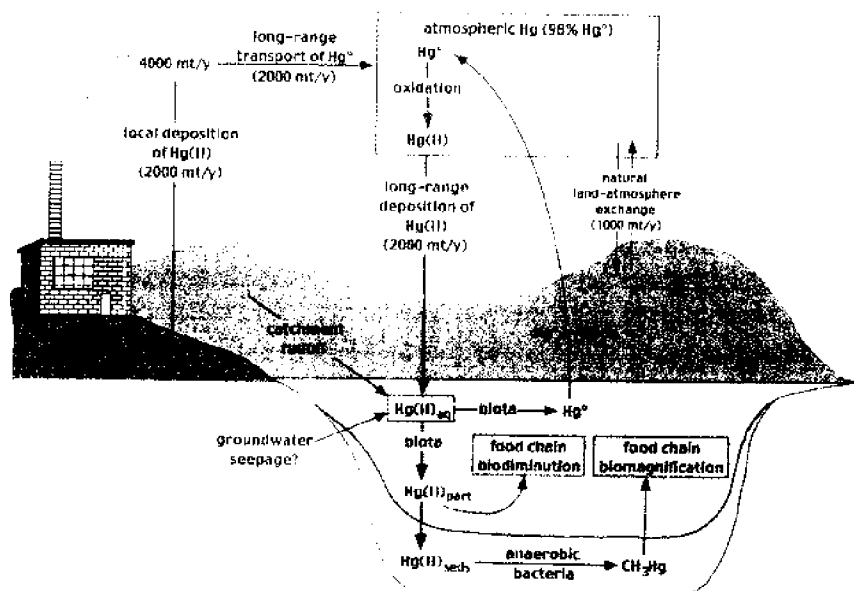 long-range
transport of Hg°
(2000 mt/y)
4000 mt/y
atmospheric Hg (98% Hg°)
Hg°
oxidation
Hg(II)
local deposition
of Hg(II)
(2000 mt/y)
long-range
deposition of
Hg(II)
(2000 mt/y)
natural
land-atmosphere
exchange
(1000 mt/y)
catchment
runoff
Hg(II)aq
biota
Hg°
groundwater
seepage?
biota
food chain
biodiminution
food chain
biomagnification
Hg(II)part
Hg(II)seds
anaerobic
bacteria
CH3Hg